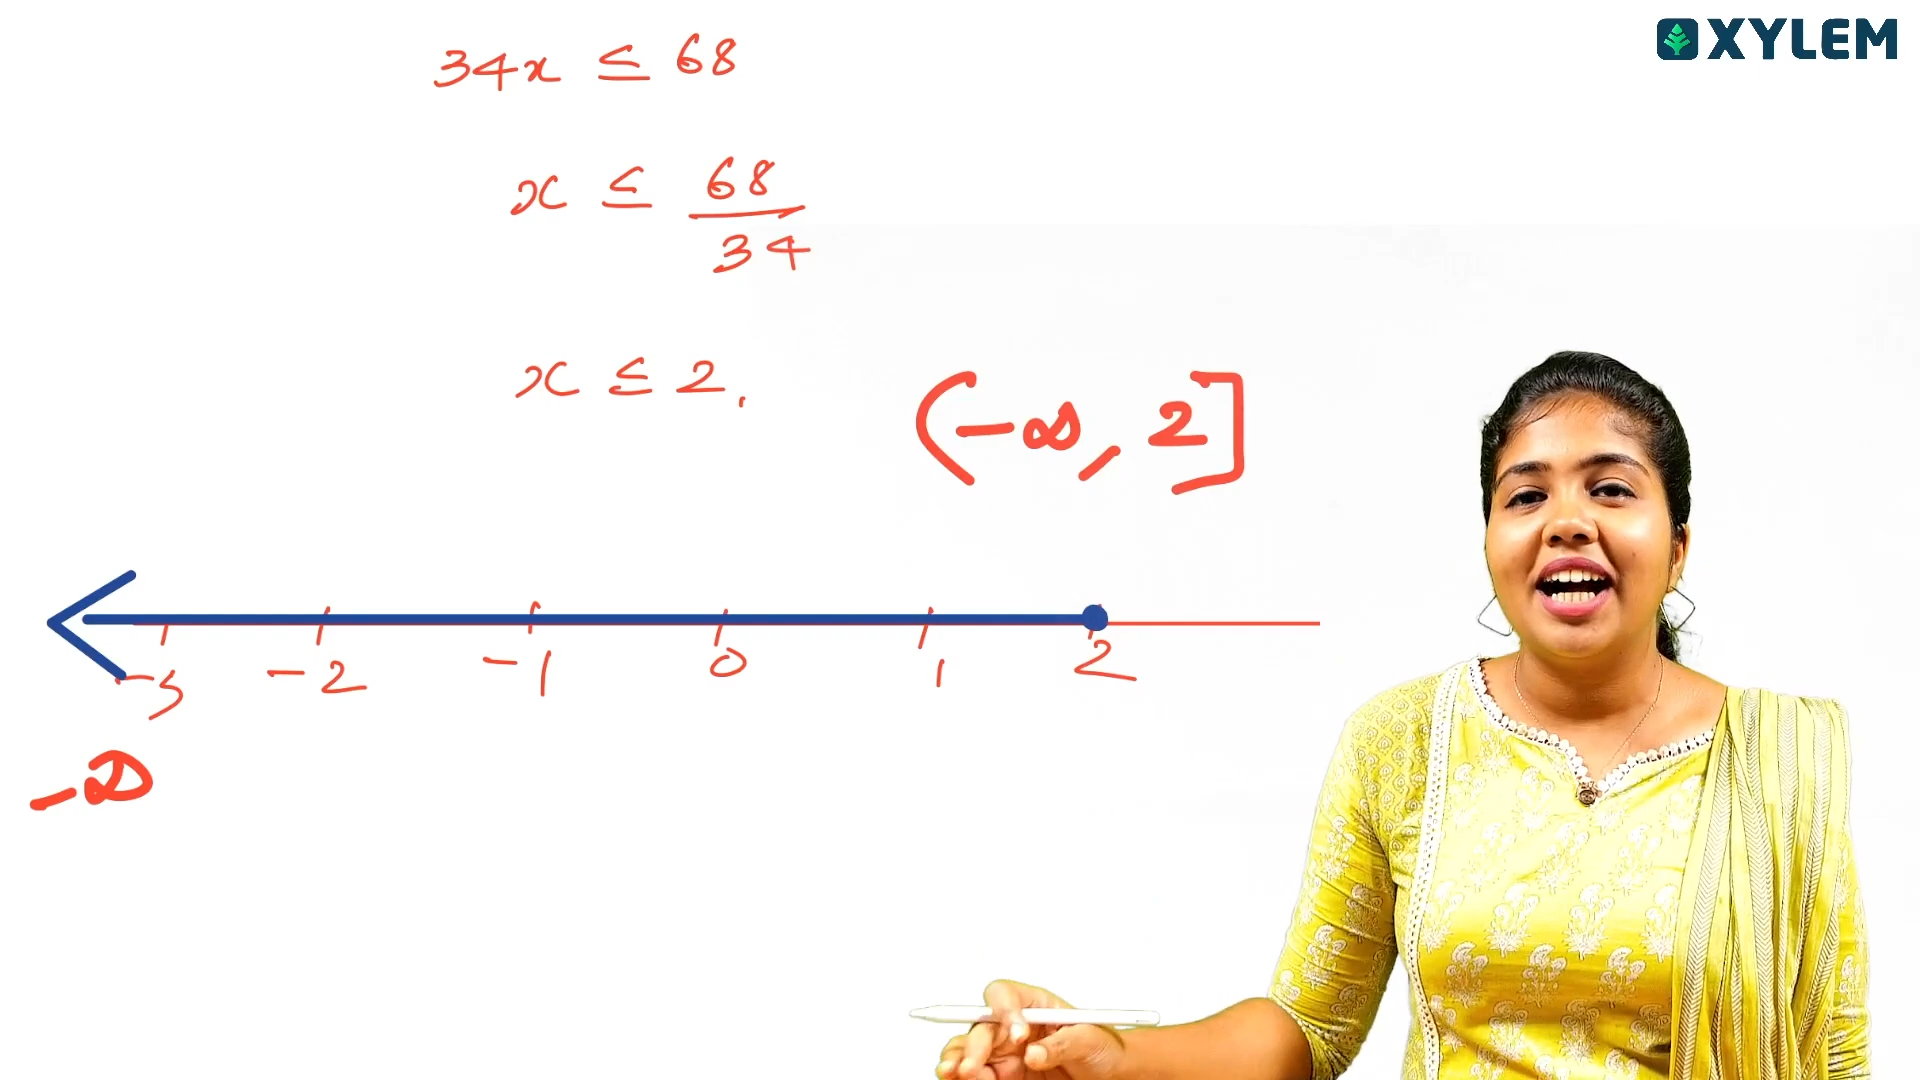 XYLEM
34x ≤ 68
x ≤ 68/34
x ≤ 2.
(-∞, 2]
-3 -2 -1 0 1 2
-∞